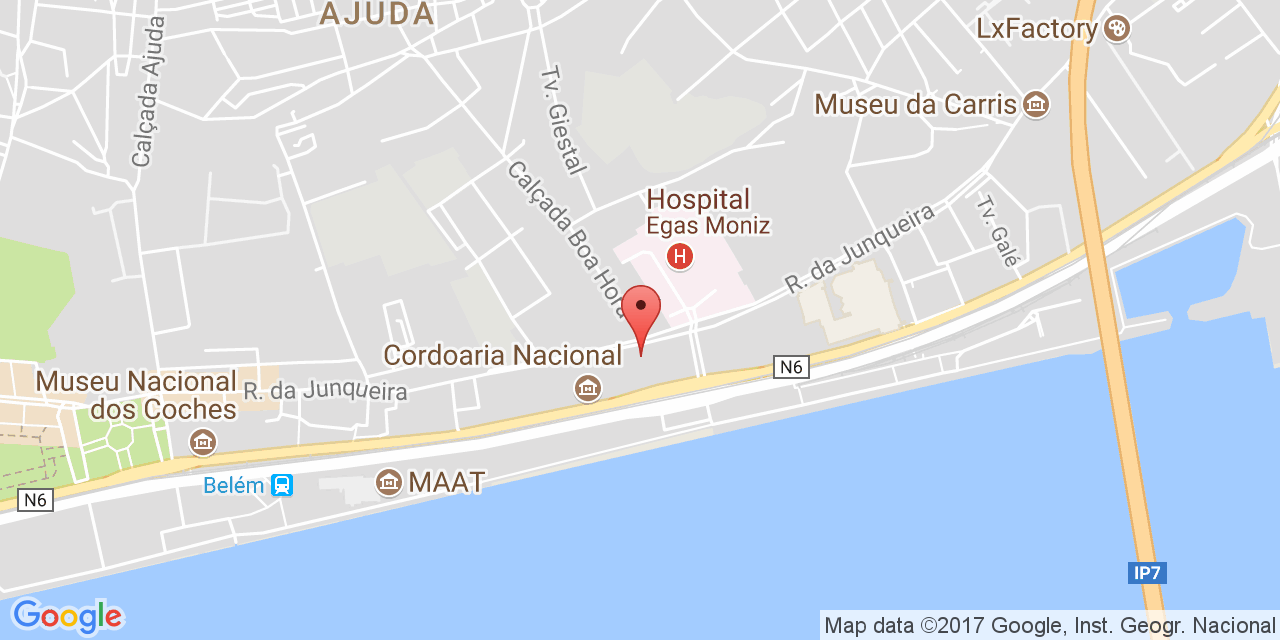 AJUDA
LxFactory
Calçada Ajuda
Tv. Giestal
Museu da Carris
Calçada Boa Hora
Hospital
Egas Moniz
H
Tv. Galé
R. da Junqueira
Cordoaria Nacional
N6
Museu Nacional
dos Coches
R. da Junqueira
Belém
MAAT
N6
IP7
Google
Map data ©2017 Google, Inst. Geogr. Nacional